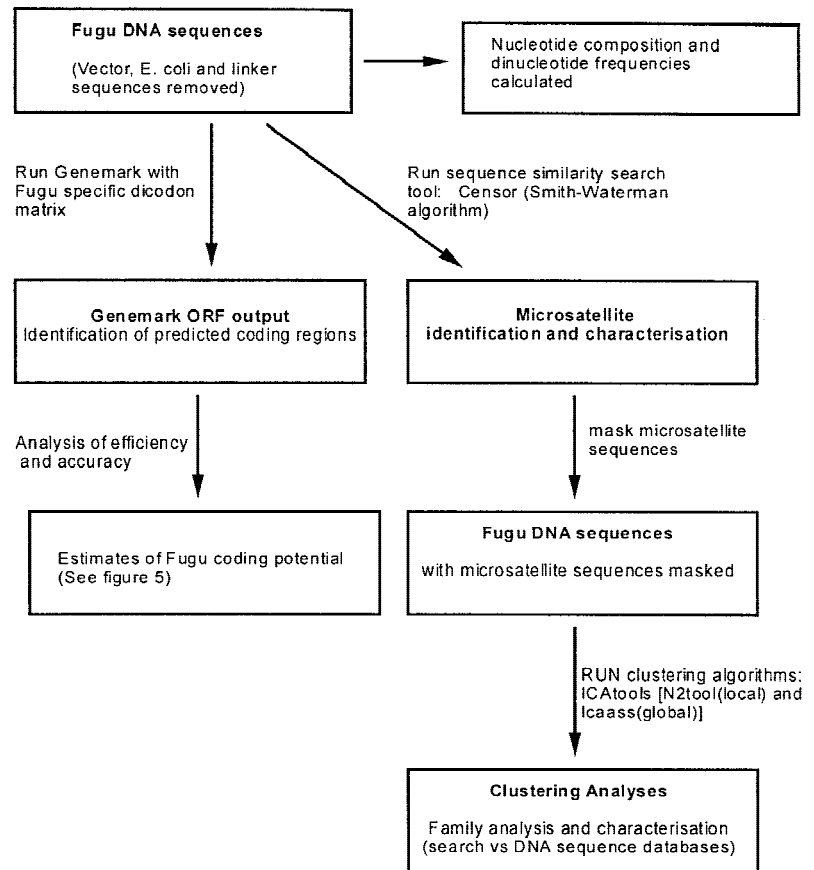 Fugu DNA sequences
(Vector, E. coli and linker
sequences removed)
Nucleotide composition and
dinucleotide frequencies
calculated
Run Genemark with
Fugu specific dicodon
matrix
Run sequence similarity search
tool: Censor (Smith-Waterman
algorithm)
Genemark ORF output
Identification of predicted coding regions
Microsatellite
identification and characterisation
Analysis of efficiency
and accuracy
mask microsatellite
sequences
Estimates of Fugu coding potential
(See figure 5)
Fugu DNA sequences
with microsatellite sequences masked
RUN clustering algorithms:
ICAtools [N2tool(local) and
Icaass(global)]
Clustering Analyses
Family analysis and characterisation
(search vs DNA sequence databases)